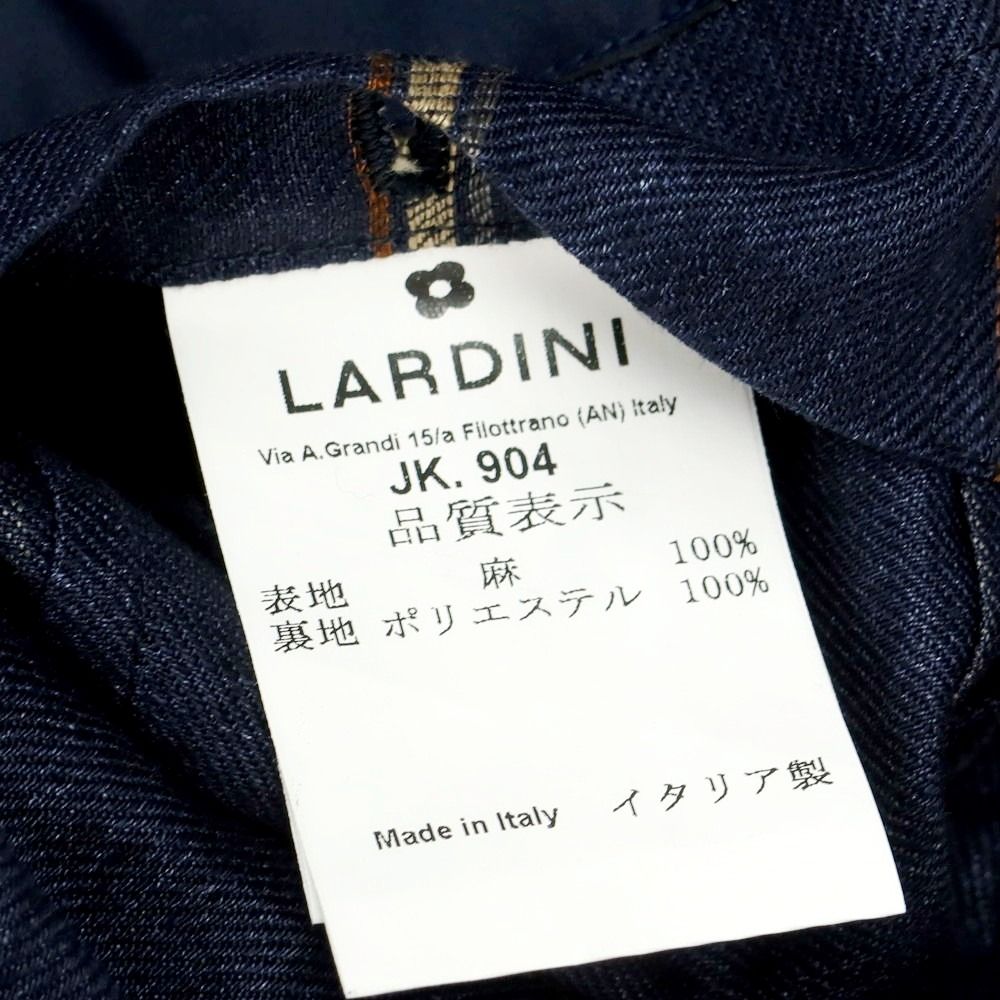 LARDINI
Via A.Grandi 15/a Filottrano (AN) Italy
JK. 904
品質表示
表地 麻 100%
裏地 ポリエステル 100%
Made in Italy イタリア製